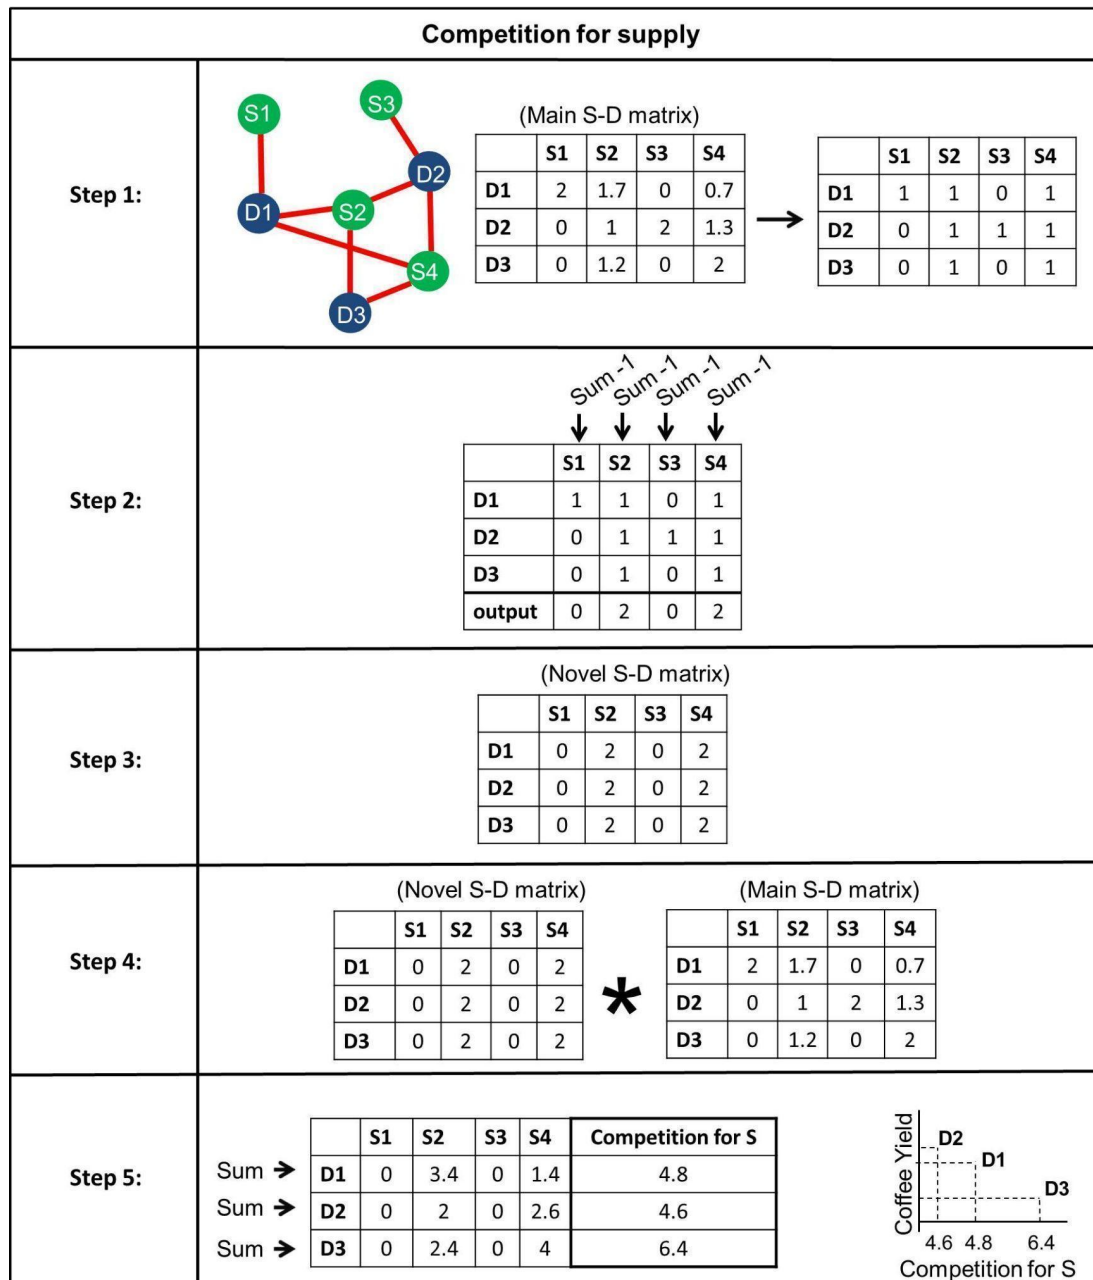 Competition for supply
Step 1:
S1
S3
D2
D1
S2
S4
D3
(Main S-D matrix)
S1 S2 S3 S4
D1 2 1.7 0 0.7
D2 0 1 2 1.3
D3 0 1.2 0 2
S1 S2 S3 S4
D1 1 1 0 1
D2 0 1 1 1
D3 0 1 0 1
Step 2:
Sum -1 Sum -1 Sum -1 Sum -1
S1 S2 S3 S4
D1 1 1 0 1
D2 0 1 1 1
D3 0 1 0 1
output 0 2 0 2
Step 3:
(Novel S-D matrix)
S1 S2 S3 S4
D1 0 2 0 2
D2 0 2 0 2
D3 0 2 0 2
Step 4:
(Novel S-D matrix)
S1 S2 S3 S4
D1 0 2 0 2
D2 0 2 0 2
D3 0 2 0 2
*
(Main S-D matrix)
S1 S2 S3 S4
D1 2 1.7 0 0.7
D2 0 1 2 1.3
D3 0 1.2 0 2
Step 5:
S1 S2 S3 S4 Competition for S
Sum D1 0 3.4 0 1.4 4.8
Sum D2 0 2 0 2.6 4.6
Sum D3 0 2.4 0 4 6.4
Coffee Yield
D2
D1
D3
4.6 4.8 6.4
Competition for S